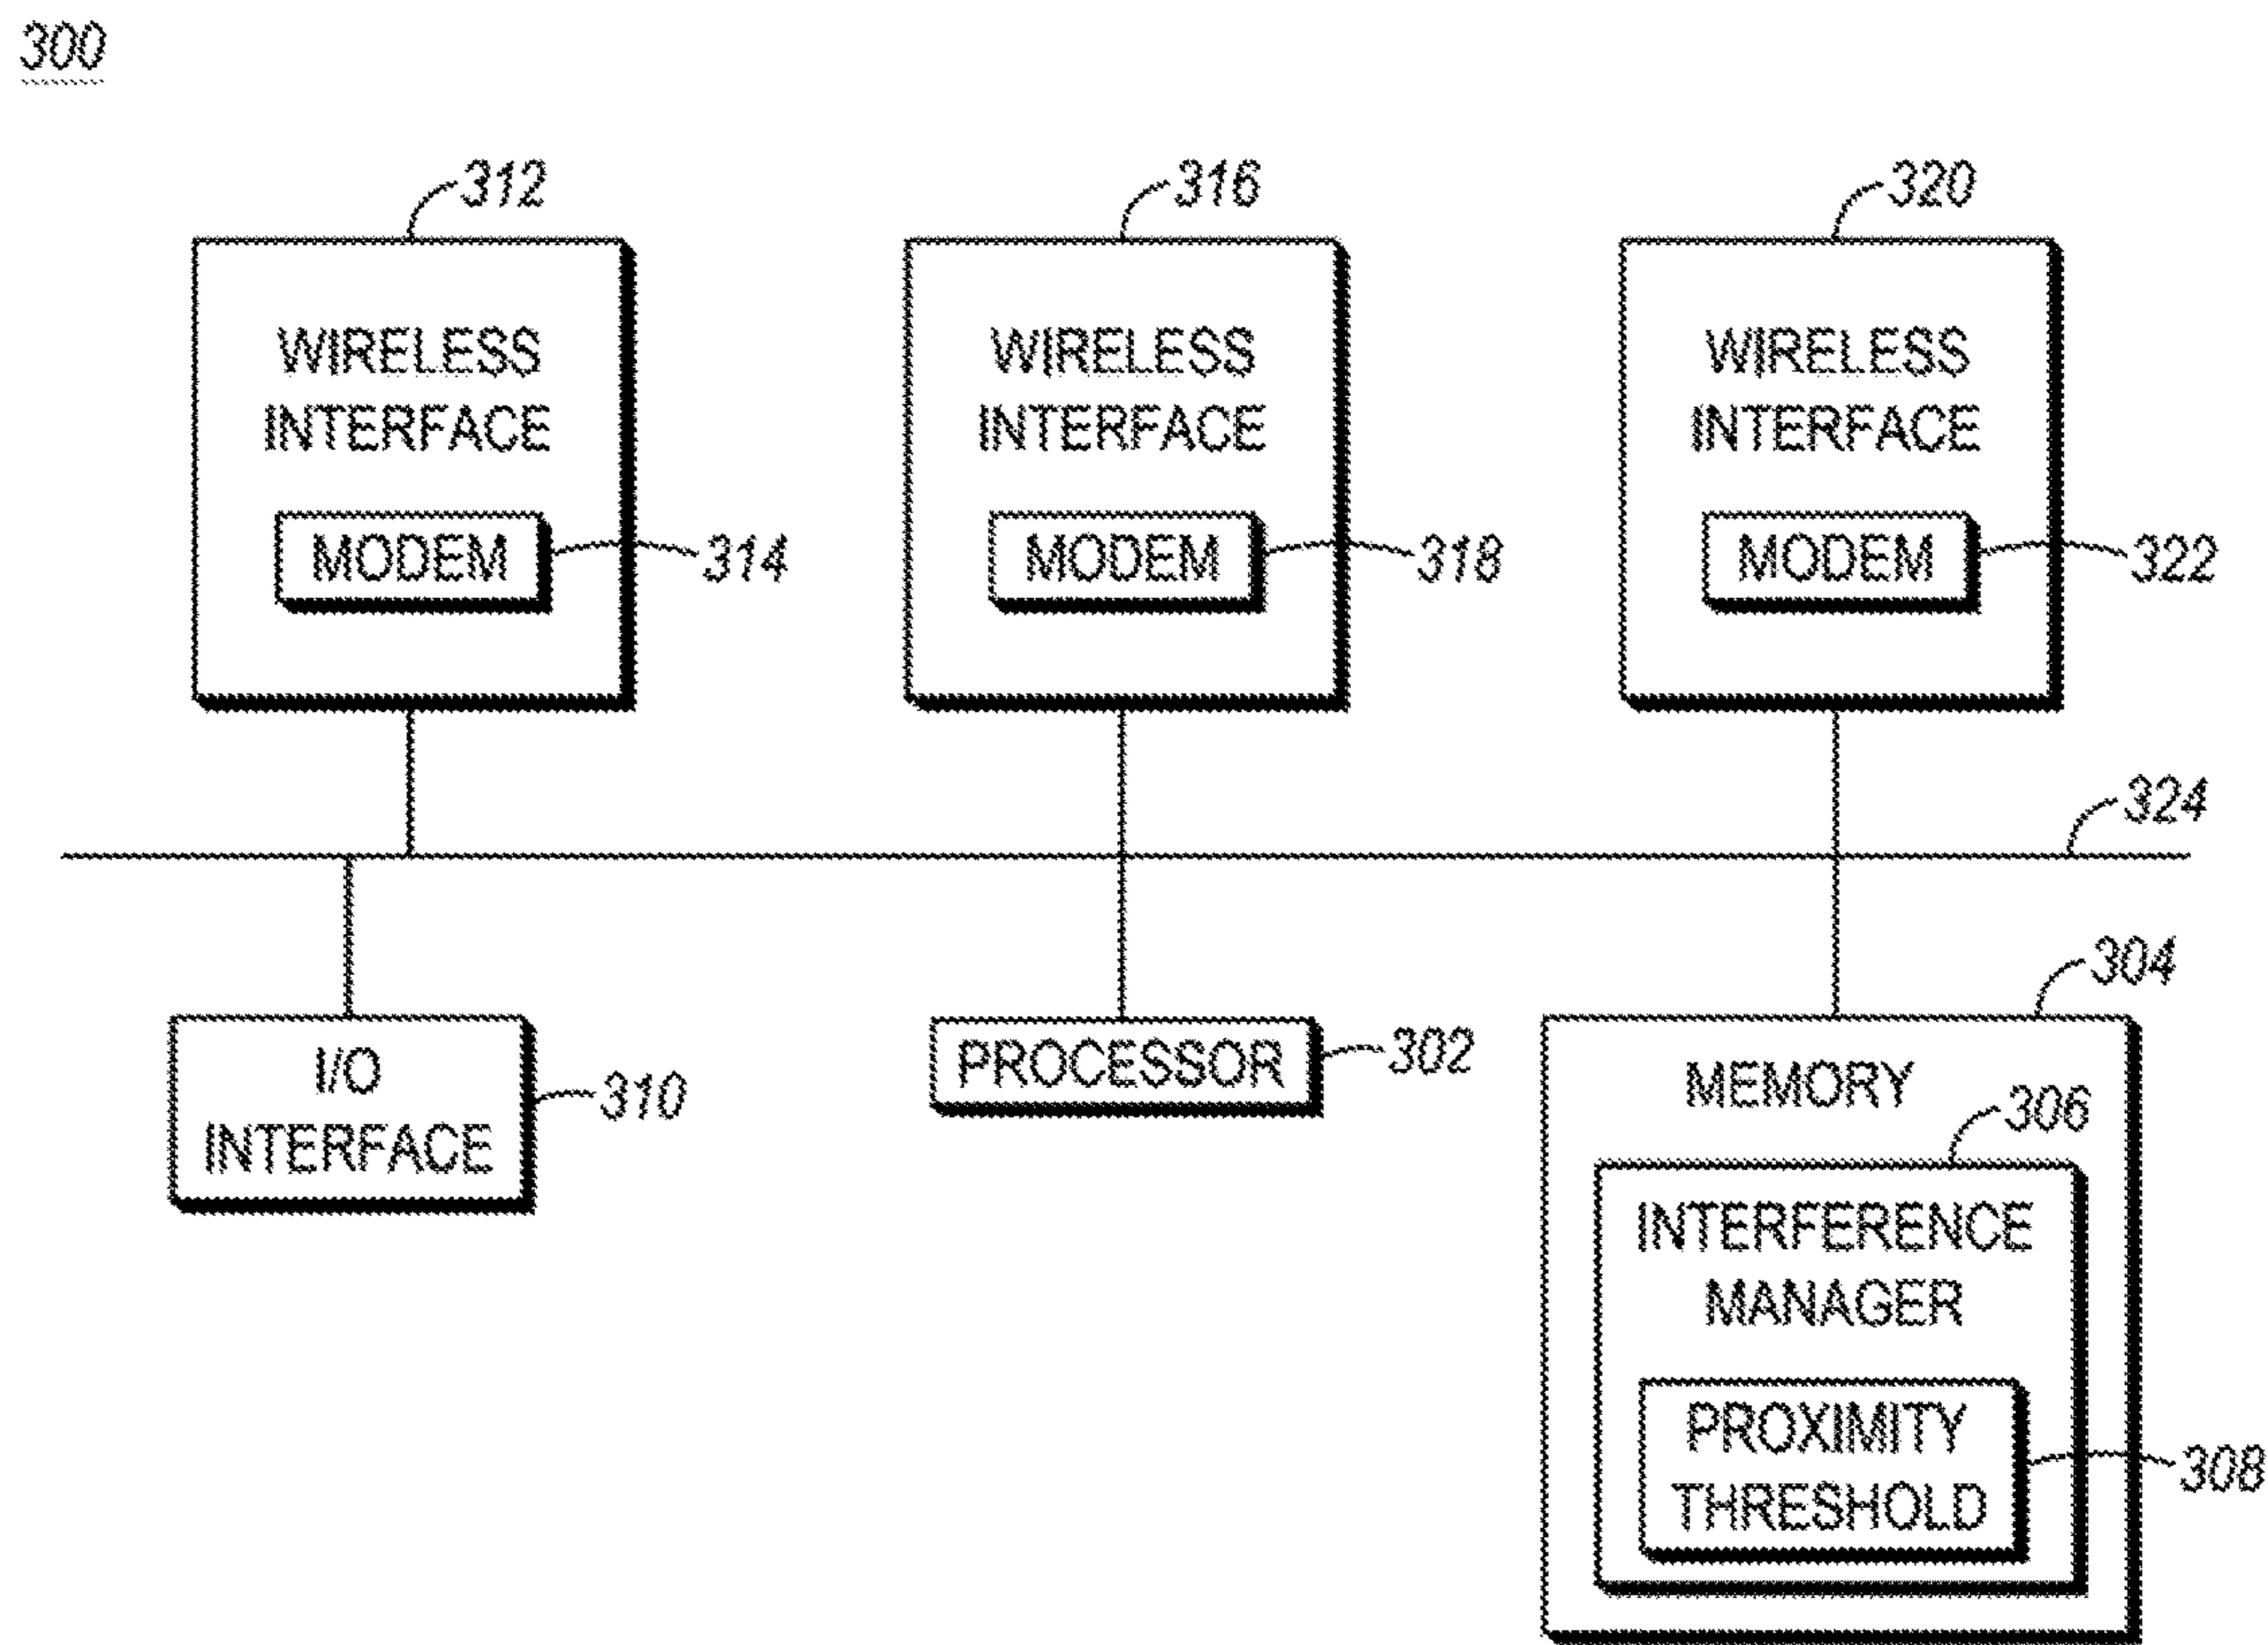 300
312
316
320
WIRELESS
INTERFACE
MODEM
314
WIRELESS
INTERFACE
MODEM
318
WIRELESS
INTERFACE
MODEM
322
324
I/O
INTERFACE
310
PROCESSOR
302
304
MEMORY
306
INTERFERENCE
MANAGER
PROXIMITY
THRESHOLD
308